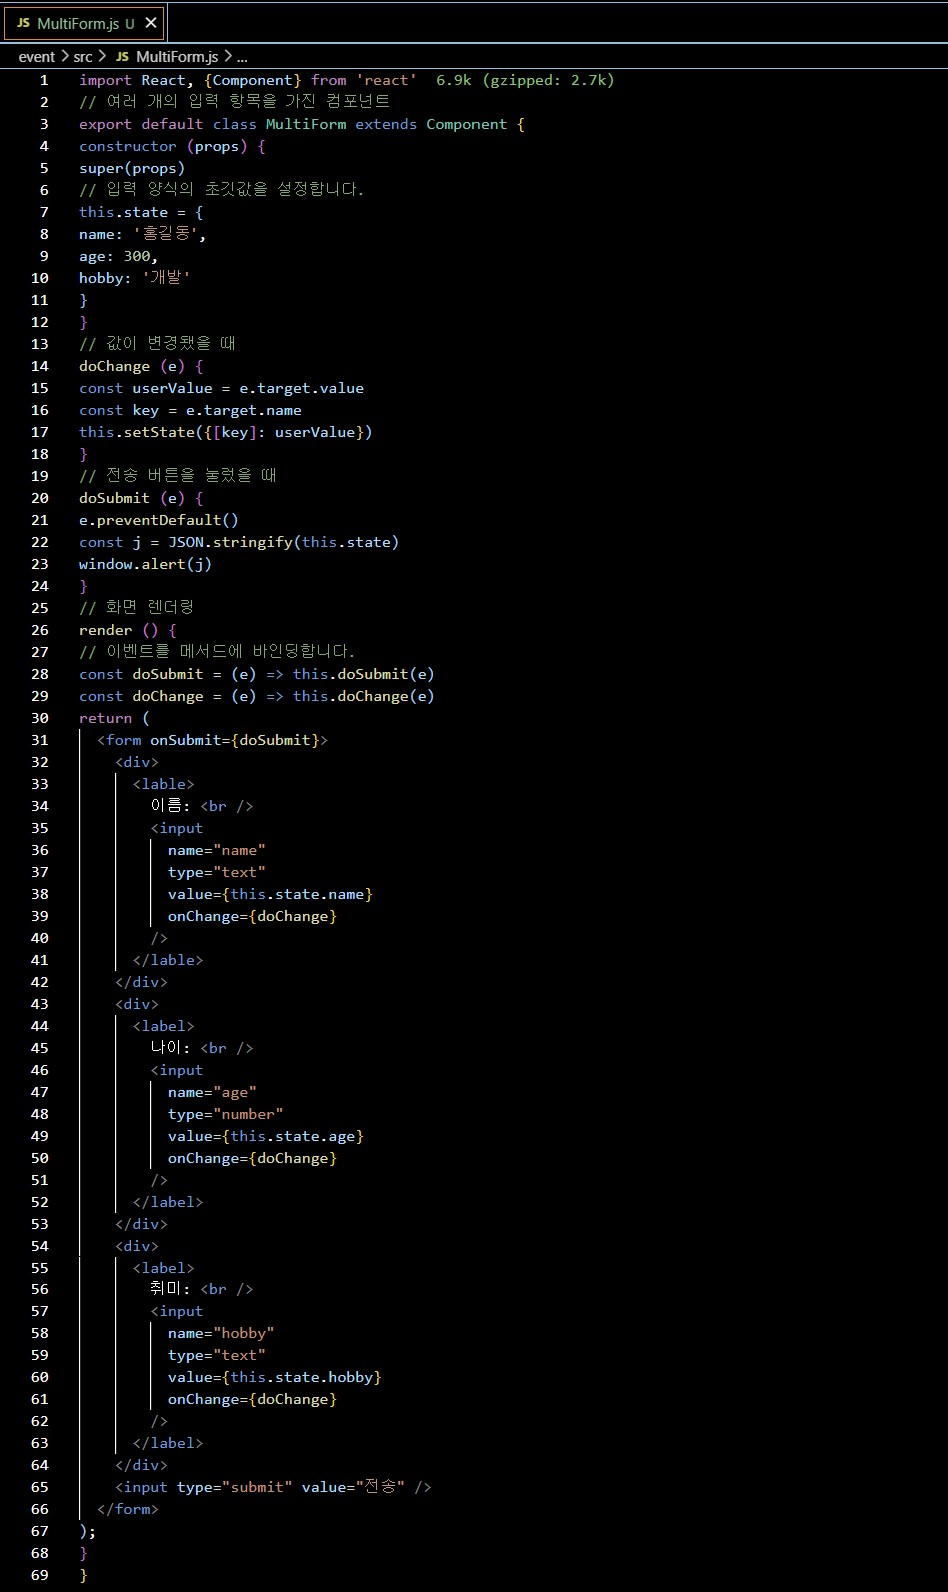 JS MultiForm.js U ✕
event > src > JS MultiForm.js > ...
1 import React, {Component} from 'react' 6.9k (gzipped: 2.7k)
2 // 여러 개의 입력 항목을 가진 컴포넌트
3 export default class MultiForm extends Component {
4 constructor (props) {
5 super(props)
6 // 입력 양식의 초깃값을 설정합니다.
7 this.state = {
8 name: '홍길동',
9 age: 300,
10 hobby: '개발'
11 }
12 }
13 // 값이 변경됐을 때
14 doChange (e) {
15 const userValue = e.target.value
16 const key = e.target.name
17 this.setState({[key]: userValue})
18 }
19 // 전송 버튼을 눌렀을 때
20 doSubmit (e) {
21 e.preventDefault()
22 const j = JSON.stringify(this.state)
23 window.alert(j)
24 }
25 // 화면 렌더링
26 render () {
27 // 이벤트를 메서드에 바인딩합니다.
28 const doSubmit = (e) => this.doSubmit(e)
29 const doChange = (e) => this.doChange(e)
30 return (
31 <form onSubmit={doSubmit}>
32 <div>
33 <lable>
34 이름: <br />
35 <input
36 name="name"
37 type="text"
38 value={this.state.name}
39 onChange={doChange}
40 />
41 </lable>
42 </div>
43 <div>
44 <label>
45 나이: <br />
46 <input
47 name="age"
48 type="number"
49 value={this.state.age}
50 onChange={doChange}
51 />
52 </label>
53 </div>
54 <div>
55 <label>
56 취미: <br />
57 <input
58 name="hobby"
59 type="text"
60 value={this.state.hobby}
61 onChange={doChange}
62 />
63 </label>
64 </div>
65 <input type="submit" value="전송" />
66 </form>
67 );
68 }
69 }